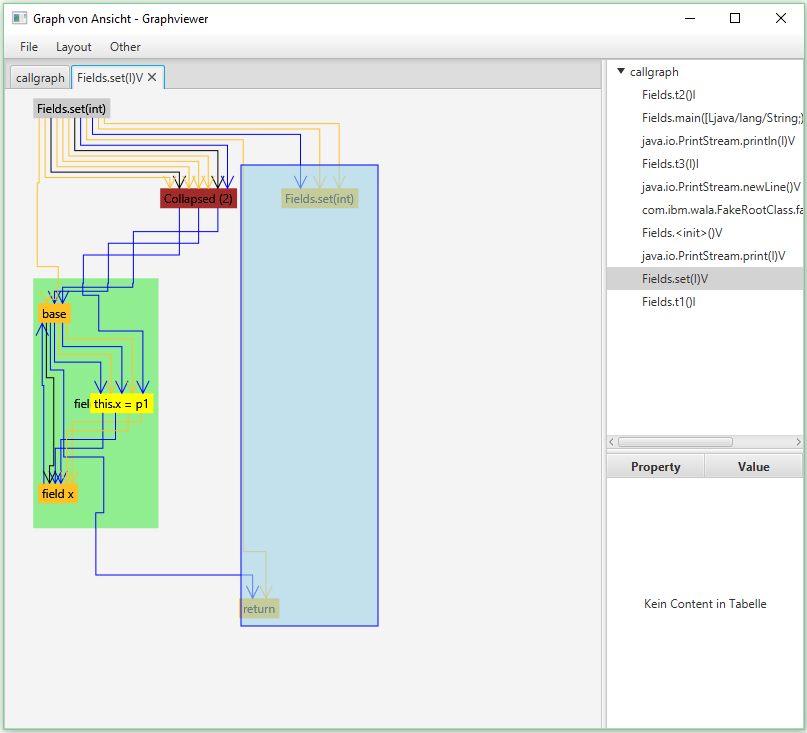 Graph von Ansicht - Graphviewer
File Layout Other
callgraph Fields.set(I)V
Fields.set(int)
Collapsed (2)
Fields.set(int)
base
fiel this.x = p1
field x
return
callgraph
Fields.t2()I
Fields.main([Ljava/lang/String;)
java.io.PrintStream.println(I)V
Fields.t3(I)I
java.io.PrintStream.newLine()V
com.ibm.wala.FakeRootClass.fa
Fields.<init>()V
java.io.PrintStream.print(I)V
Fields.set(I)V
Fields.t1()I
Property Value
Kein Content in Tabelle